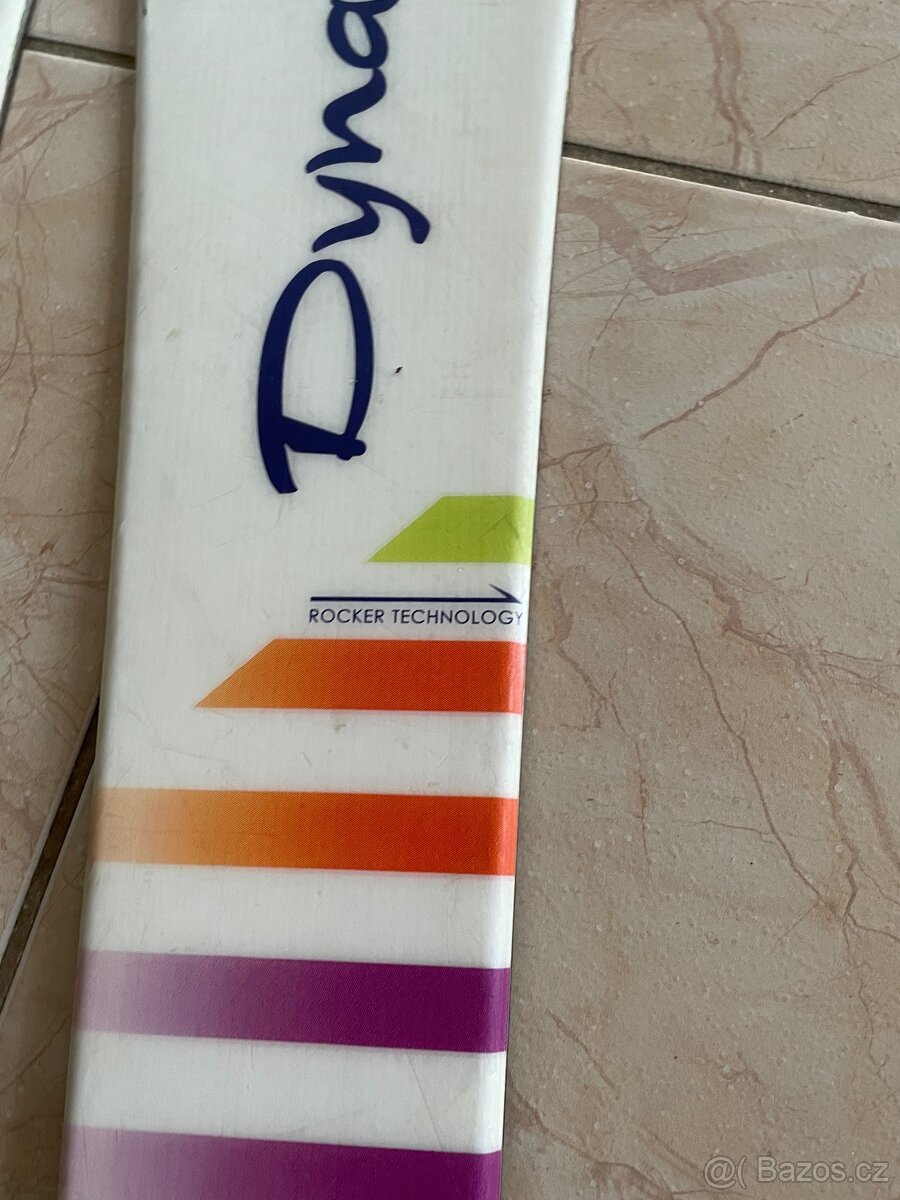 Dyna
ROCKER TECHNOLOGY
@( Bazos.cz